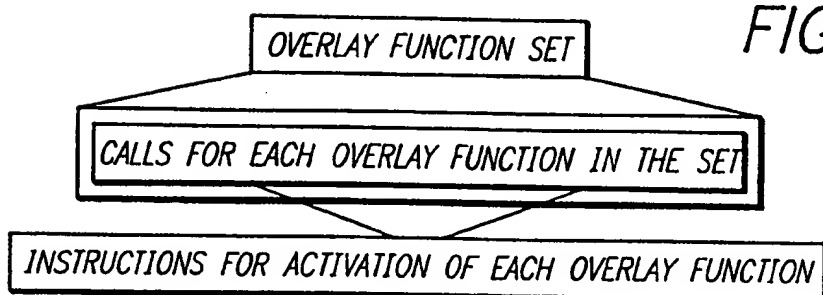 FIG
OVERLAY FUNCTION SET
CALLS FOR EACH OVERLAY FUNCTION IN THE SET
INSTRUCTIONS FOR ACTIVATION OF EACH OVERLAY FUNCTION